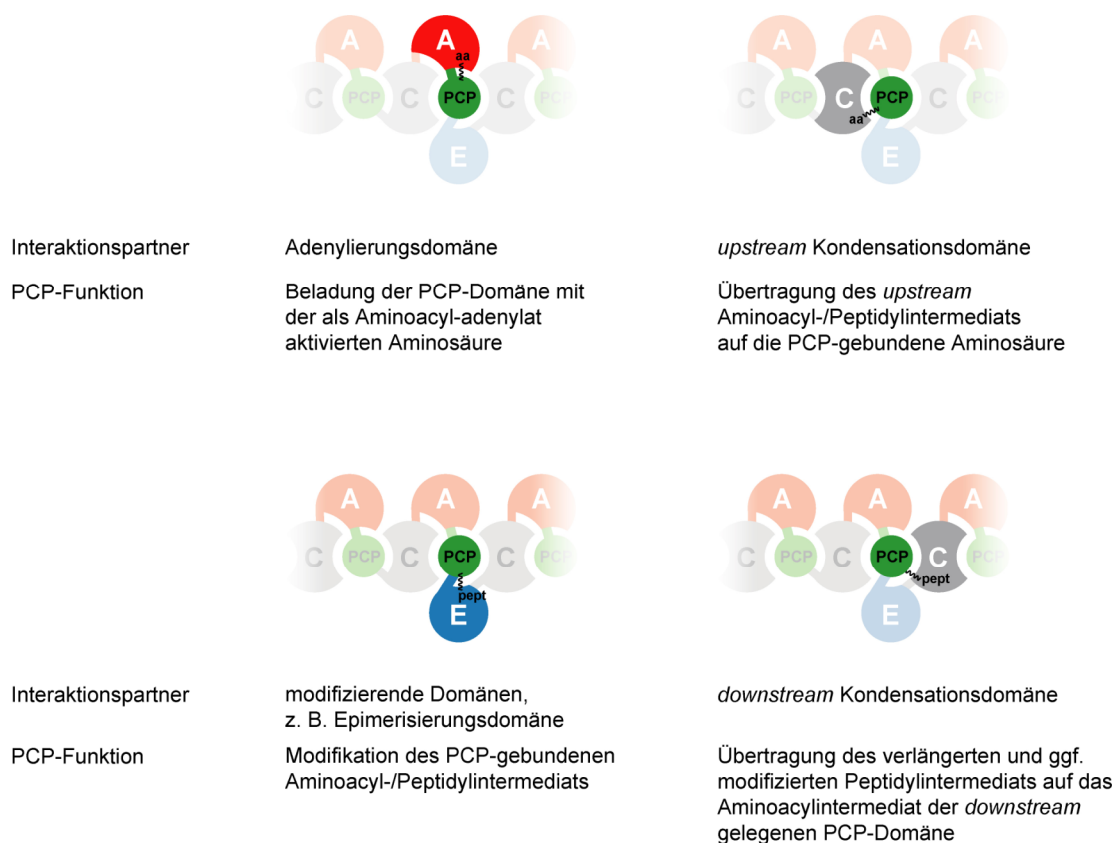 A A A
aa
C PCP C PCP C PCP
E
A A A
C PCP C PCP C PCP
aa
E
Interaktionspartner
Adenylierungsdomäne
upstream Kondensationsdomäne
PCP-Funktion
Beladung der PCP-Domäne mit
der als Aminoacyl-adenylat
aktivierten Aminosäure
Übertragung des upstream
Aminoacyl-/Peptidylintermediats
auf die PCP-gebundene Aminosäure
A A A
C PCP C PCP C PCP
pept
E
A A A
C PCP C PCP C PCP
pept
E
Interaktionspartner
modifizierende Domänen,
z. B. Epimerisierungsdomäne
downstream Kondensationsdomäne
PCP-Funktion
Modifikation des PCP-gebundenen
Aminoacyl-/Peptidylintermediats
Übertragung des verlängerten und ggf.
modifizierten Peptidylintermediats auf das
Aminoacylintermediat der downstream
gelegenen PCP-Domäne